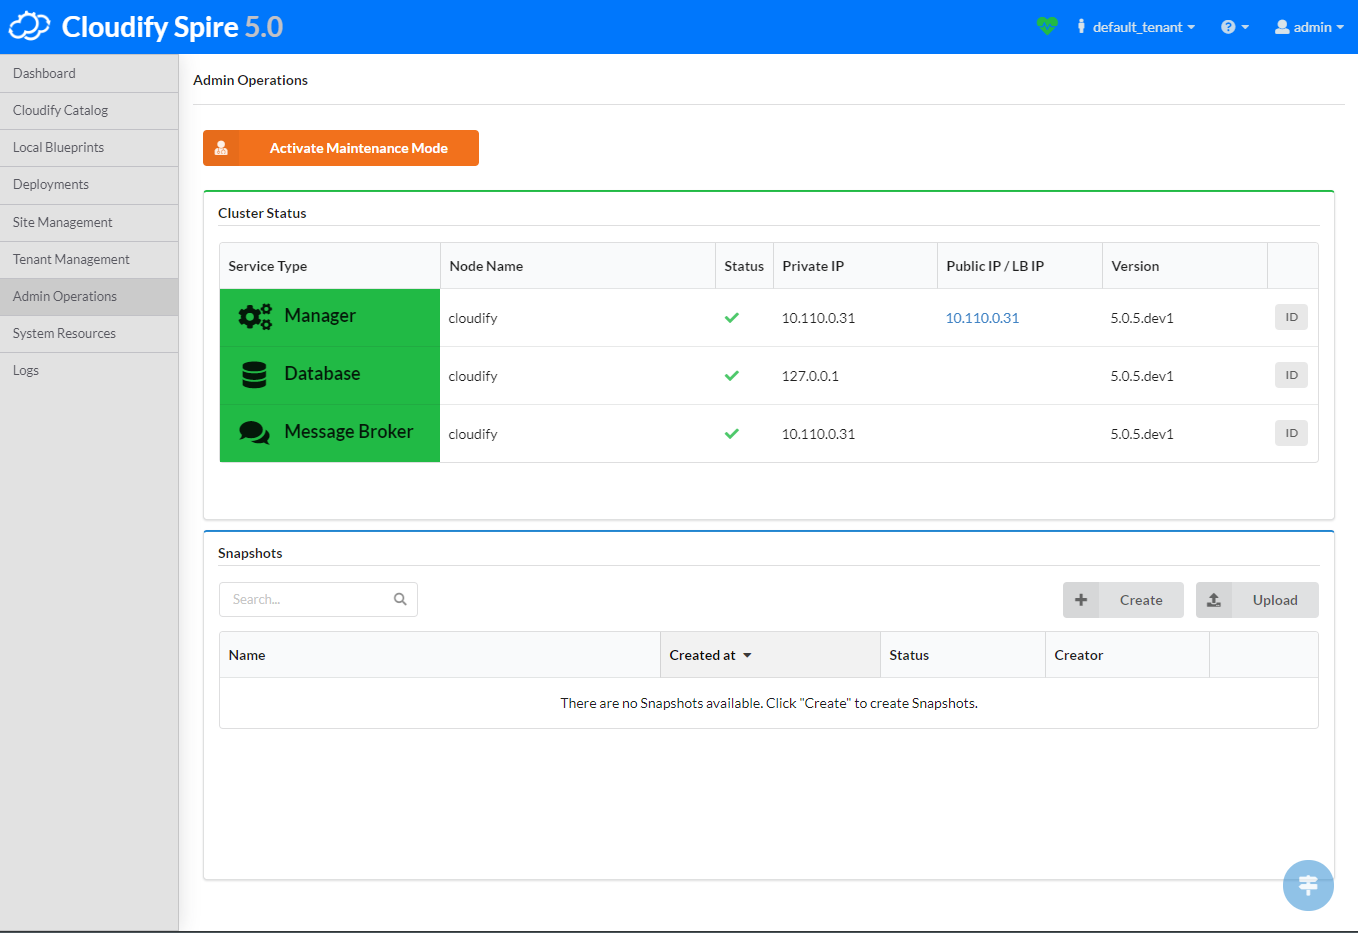 Cloudify Spire 5.0
default_tenant
admin
Dashboard
Cloudify Catalog
Local Blueprints
Deployments
Site Management
Tenant Management
Admin Operations
System Resources
Logs
Admin Operations
Activate Maintenance Mode
Cluster Status
Service Type Node Name Status Private IP Public IP / LB IP Version
Manager cloudify 10.110.0.31 10.110.0.31 5.0.5.dev1 ID
Database cloudify 127.0.0.1 5.0.5.dev1 ID
Message Broker cloudify 10.110.0.31 5.0.5.dev1 ID
Snapshots
Search... Create Upload
Name Created at Status Creator
There are no Snapshots available. Click "Create" to create Snapshots.